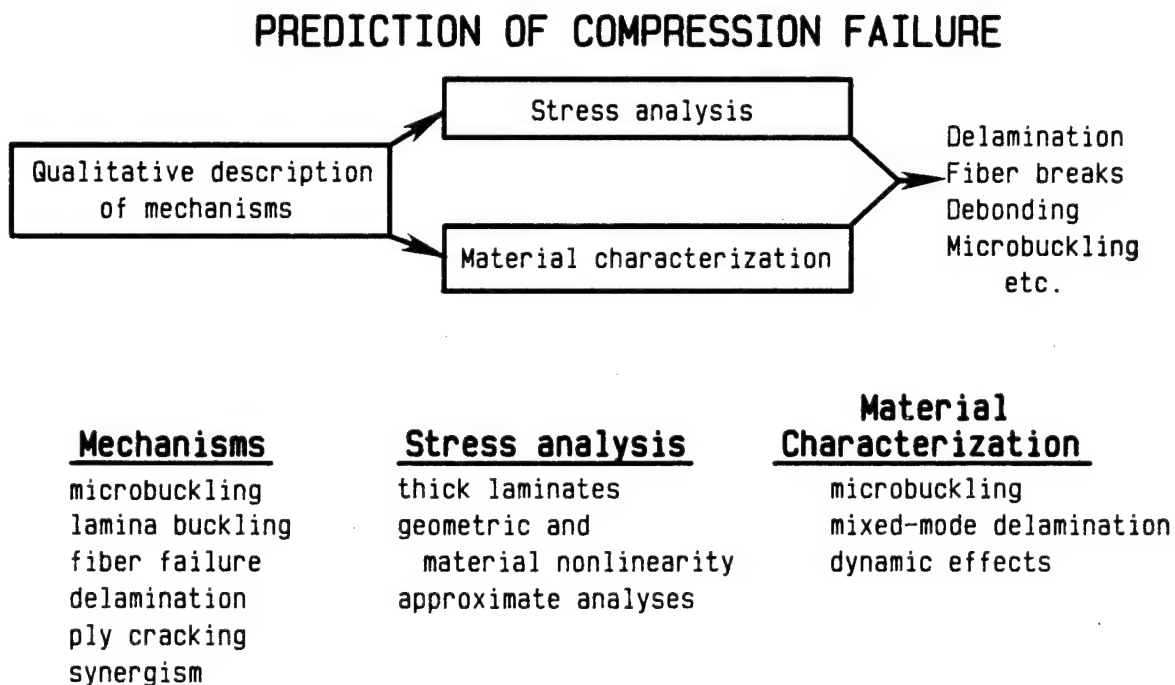 PREDICTION OF COMPRESSION FAILURE
Stress analysis
Qualitative description
of mechanisms
Material characterization
Delamination
Fiber breaks
Debonding
Microbuckling
etc.
Mechanisms
microbuckling
lamina buckling
fiber failure
delamination
ply cracking
synergism
Stress analysis
thick laminates
geometric and
material nonlinearity
approximate analyses
Material
Characterization
microbuckling
mixed-mode delamination
dynamic effects